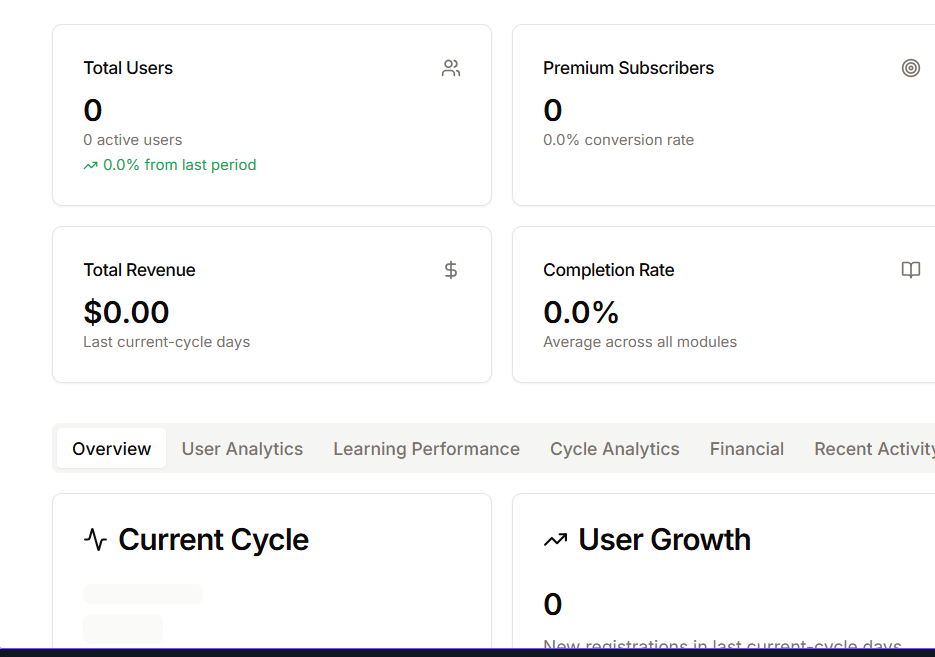 Total Users
0
0 active users
0.0% from last period
Premium Subscribers
0
0.0% conversion rate
Total Revenue
$0.00
Last current-cycle days
Completion Rate
0.0%
Average across all modules
Overview User Analytics Learning Performance Cycle Analytics Financial Recent Activity
Current Cycle
User Growth
0
New registrations in last current-cycle days